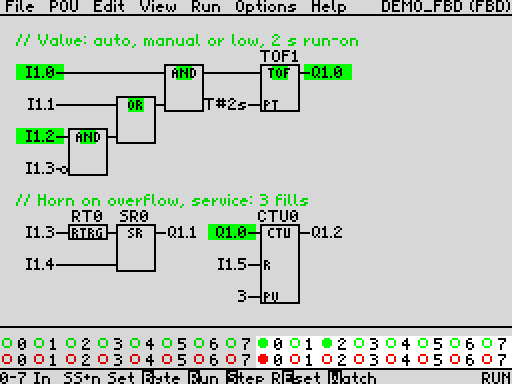 File POU Edit View Run Options Help DEMO_FBD (FBD)
// Valve: auto, manual or low, 2 s run-on
TOF1
I1.0 AND TOF Q1.0
I1.1 OR T#2s PT
I1.2 AND
I1.3
// Horn on overflow, service: 3 fills
RT0 SR0 CTU0
I1.3 RTRG SR Q1.1 Q1.0 CTU Q1.2
I1.4 I1.5 R
3 PV
0 1 2 3 4 5 6 7 0 1 2 3 4 5 6 7
0 1 2 3 4 5 6 7 0 1 2 3 4 5 6 7
0-7 In SS+n Set Byte Run Step REset Watch RUN